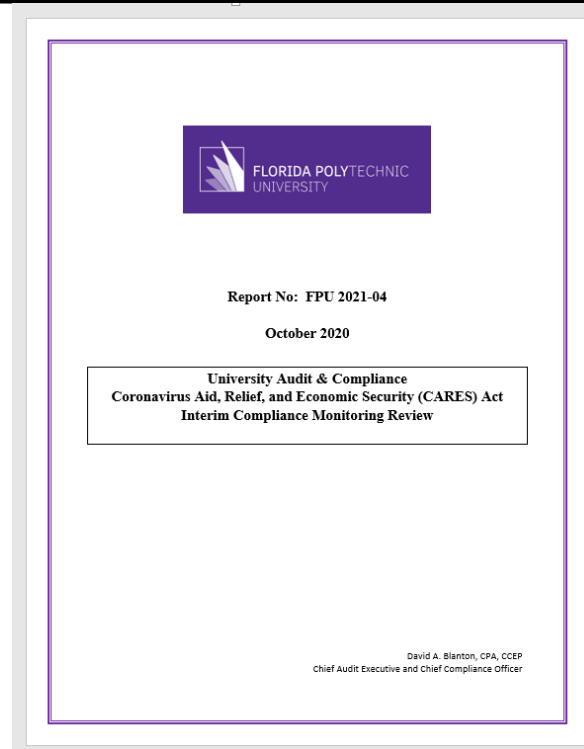 FLORIDA POLYTECHNIC
UNIVERSITY
Report No: FPU 2021-04
October 2020
University Audit & Compliance
Coronavirus Aid, Relief, and Economic Security (CARES) Act
Interim Compliance Monitoring Review
David A. Blanton, CPA, CCEP
Chief Audit Executive and Chief Compliance Officer